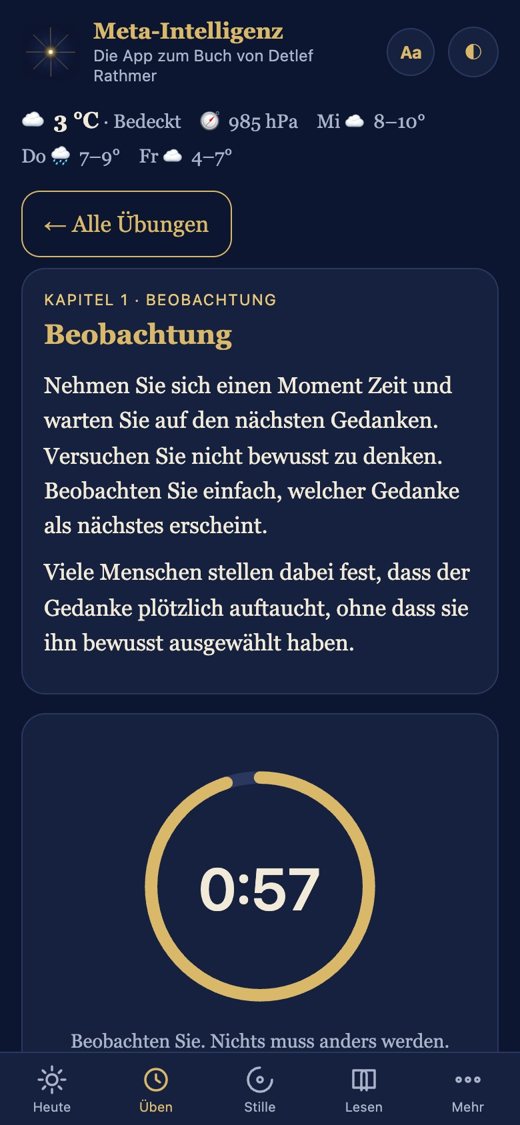 Meta-Intelligenz
Die App zum Buch von Detlef
Rathmer
Aa
3 °C · Bedeckt 985 hPa Mi 8–10°
Do 7–9° Fr 4–7°
← Alle Übungen
KAPITEL 1 · BEOBACHTUNG
Beobachtung
Nehmen Sie sich einen Moment Zeit und
warten Sie auf den nächsten Gedanken.
Versuchen Sie nicht bewusst zu denken.
Beobachten Sie einfach, welcher Gedanke
als nächstes erscheint.
Viele Menschen stellen dabei fest, dass der
Gedanke plötzlich auftaucht, ohne dass sie
ihn bewusst ausgewählt haben.
0:57
Beobachten Sie. Nichts muss anders werden.
Heute Üben Stille Lesen Mehr